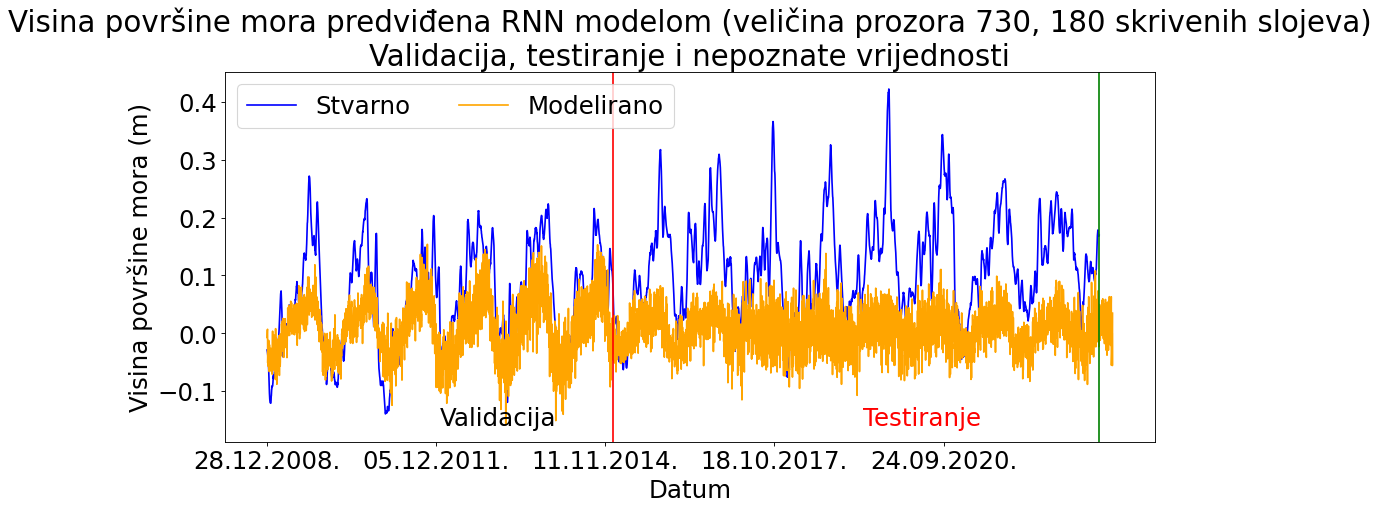 Visina površine mora predviđena RNN modelom (veličina prozora 730, 180 skrivenih slojeva)
Validacija, testiranje i nepoznate vrijednosti
Stvarno
Modelirano
Visina površine mora (m)
0.4
0.3
0.2
0.1
0.0
−0.1
Validacija
Testiranje
28.12.2008.
05.12.2011.
11.11.2014.
18.10.2017.
24.09.2020.
Datum